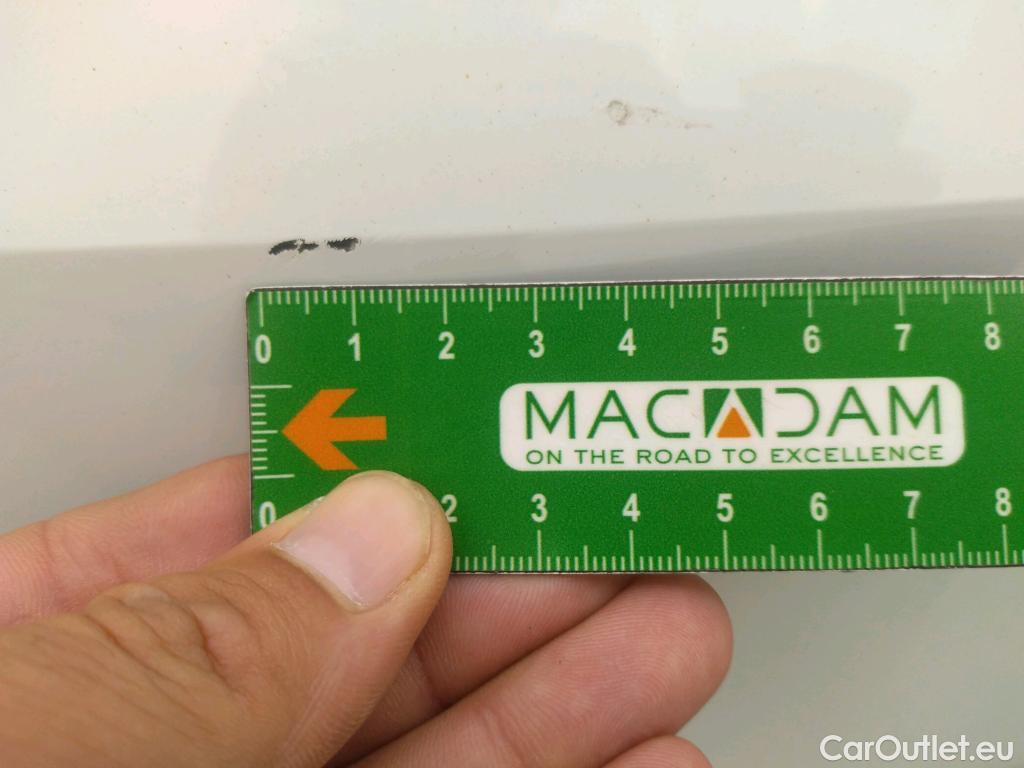 0 1 2 3 4 5 6 7 8
MACADAM
ON THE ROAD TO EXCELLENCE
0 2 3 4 5 6 7 8
CarOutlet.eu